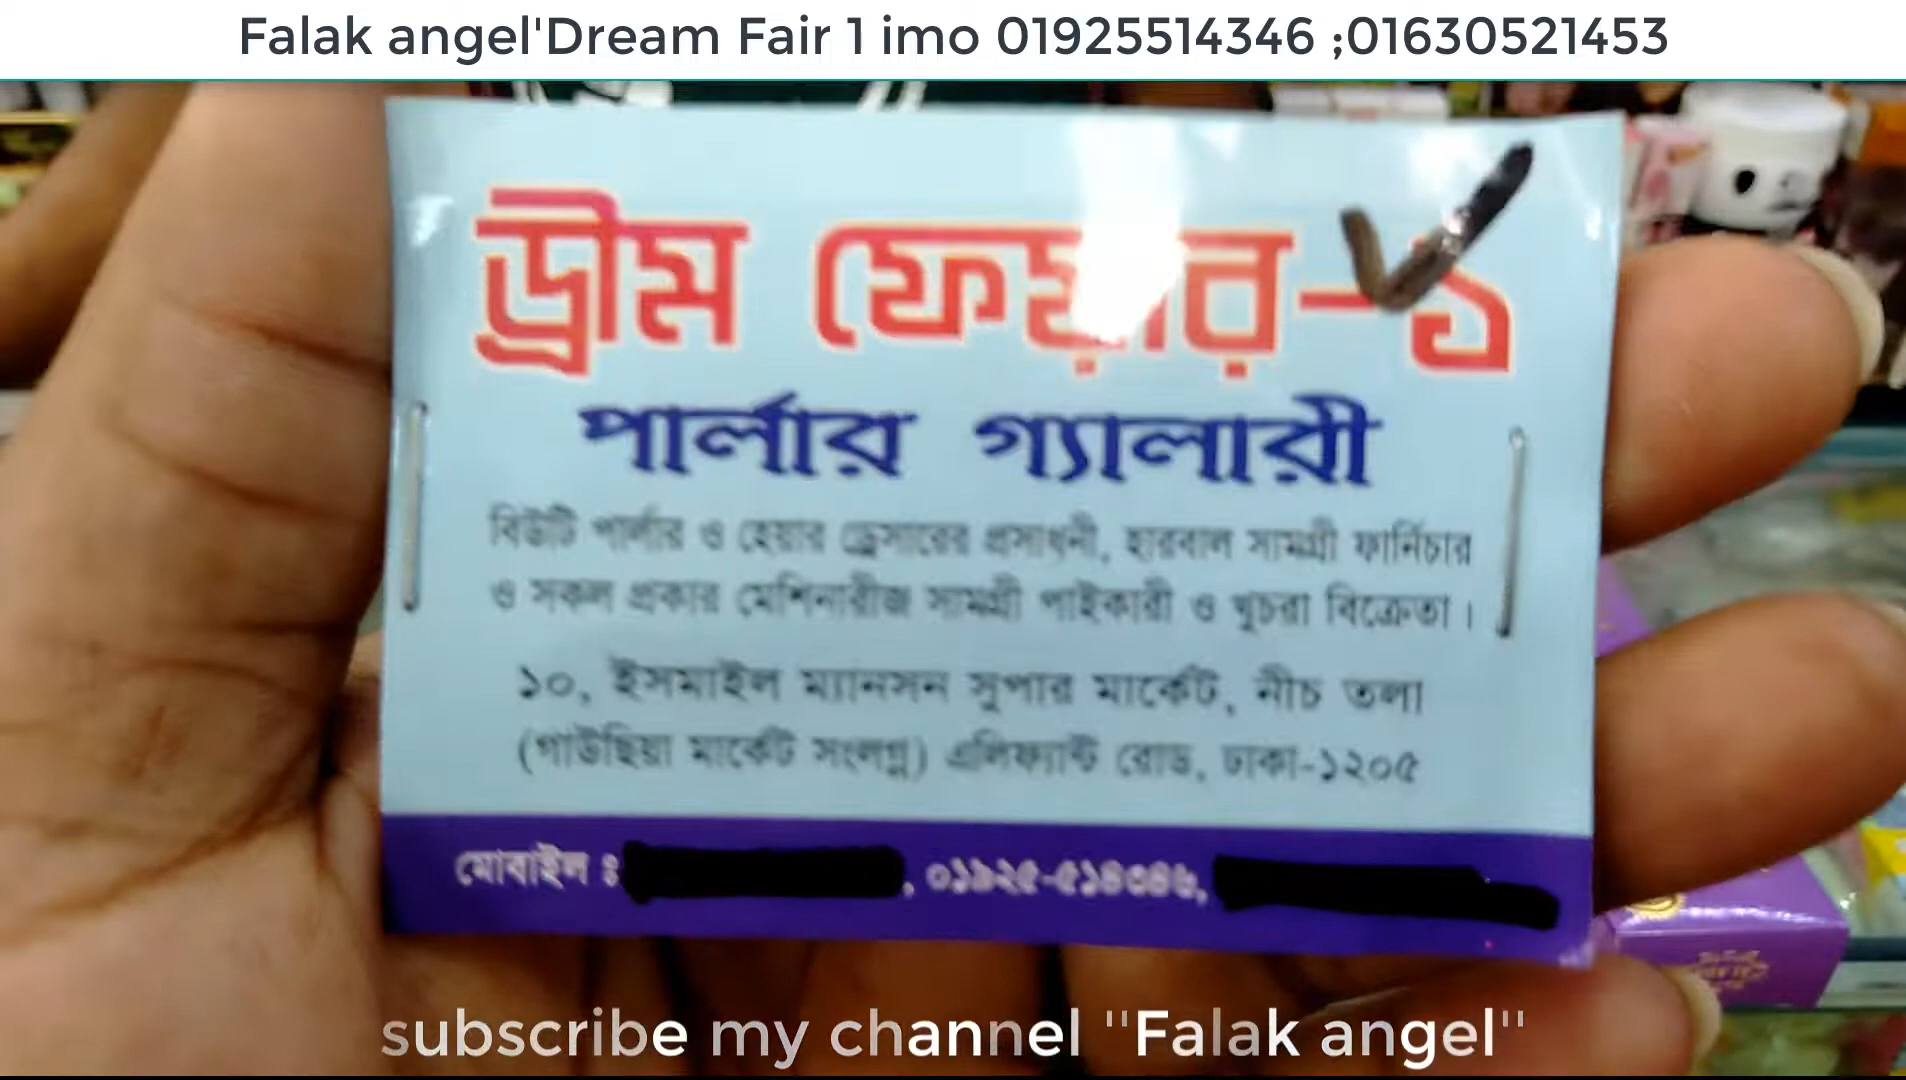 Falak angel'Dream Fair 1 imo 01925514346 ;01630521453
ড্রীম ফেয়ার-১
পার্লার গ্যালারী
বিউটি পার্লার ও হেয়ার ড্রেসারের প্রসাধনী, হারবাল সামগ্রী ফার্নিচার
ও সকল প্রকার মেশিনারীজ সামগ্রী পাইকারী ও খুচরা বিক্রেতা।
১০, ইসমাইল ম্যানসন সুপার মার্কেট, নীচ তলা
(গাউছিয়া মার্কেট সংলগ্ন) এলিফ্যান্ট রোড, ঢাকা-১২০৫
মোবাইল ঃ , ০১৯২৫-৫১৪৩৪৬,
subscribe my channel "Falak angel"